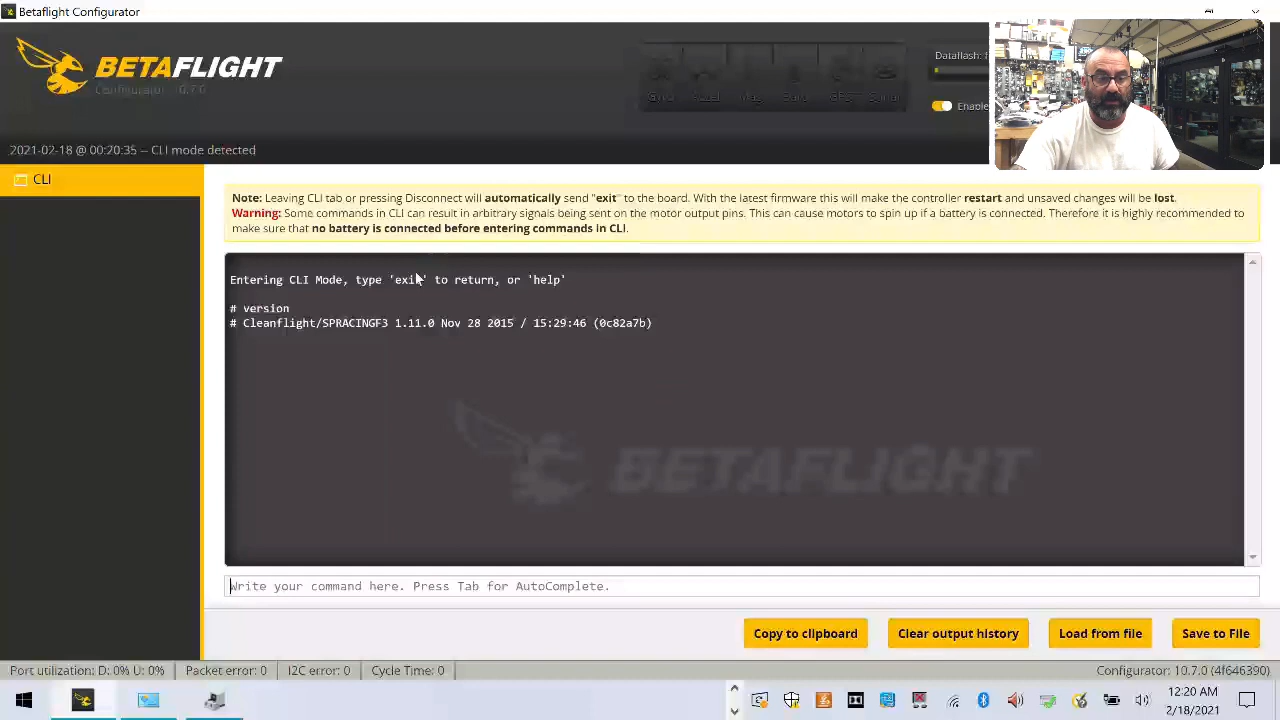 Betaflight Configurator
BETAFLIGHT
Configurator 10.7.0
Dataflash: f
Enable
2021-02-18 @ 00:20:35 -- CLI mode detected
CLI
Note: Leaving CLI tab or pressing Disconnect will automatically send "exit" to the board. With the latest firmware this will make the controller restart and unsaved changes will be lost.
Warning: Some commands in CLI can result in arbitrary signals being sent on the motor output pins. This can cause motors to spin up if a battery is connected. Therefore it is highly recommended to
make sure that no battery is connected before entering commands in CLI.
Entering CLI Mode, type 'exit' to return, or 'help'
# version
# Cleanflight/SPRACINGF3 1.11.0 Nov 28 2015 / 15:29:46 (0c82a7b)
BETAFLIGHT
Write your command here. Press Tab for AutoComplete.
Copy to clipboard
Clear output history
Load from file
Save to File
Port utilization: D: 0% U: 0%
Packet error: 0
I2C error: 0
Cycle Time: 0
Configurator: 10.7.0 (4f646390)
12:20 AM
2/18/2021